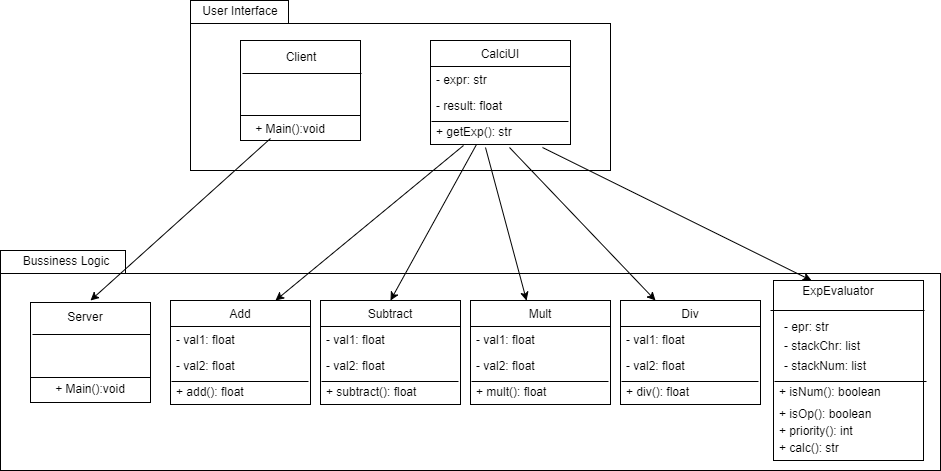 User Interface
Client
+ Main():void
CalciUI
- expr: str
- result: float
+ getExp(): str
Bussiness Logic
Server
+ Main():void
Add
- val1: float
- val2: float
+ add(): float
Subtract
- val1: float
- val2: float
+ subtract(): float
Mult
- val1: float
- val2: float
+ mult(): float
Div
- val1: float
- val2: float
+ div(): float
ExpEvaluator
- epr: str
- stackChr: list
- stackNum: list
+ isNum(): boolean
+ isOp(): boolean
+ priority(): int
+ calc(): str